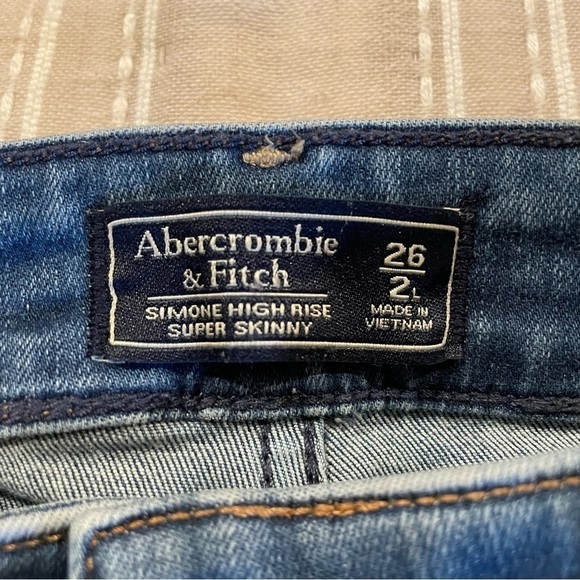 Abercrombie
& Fitch
SIMONE HIGH RISE
SUPER SKINNY
26
2L
MADE IN
VIETNAM